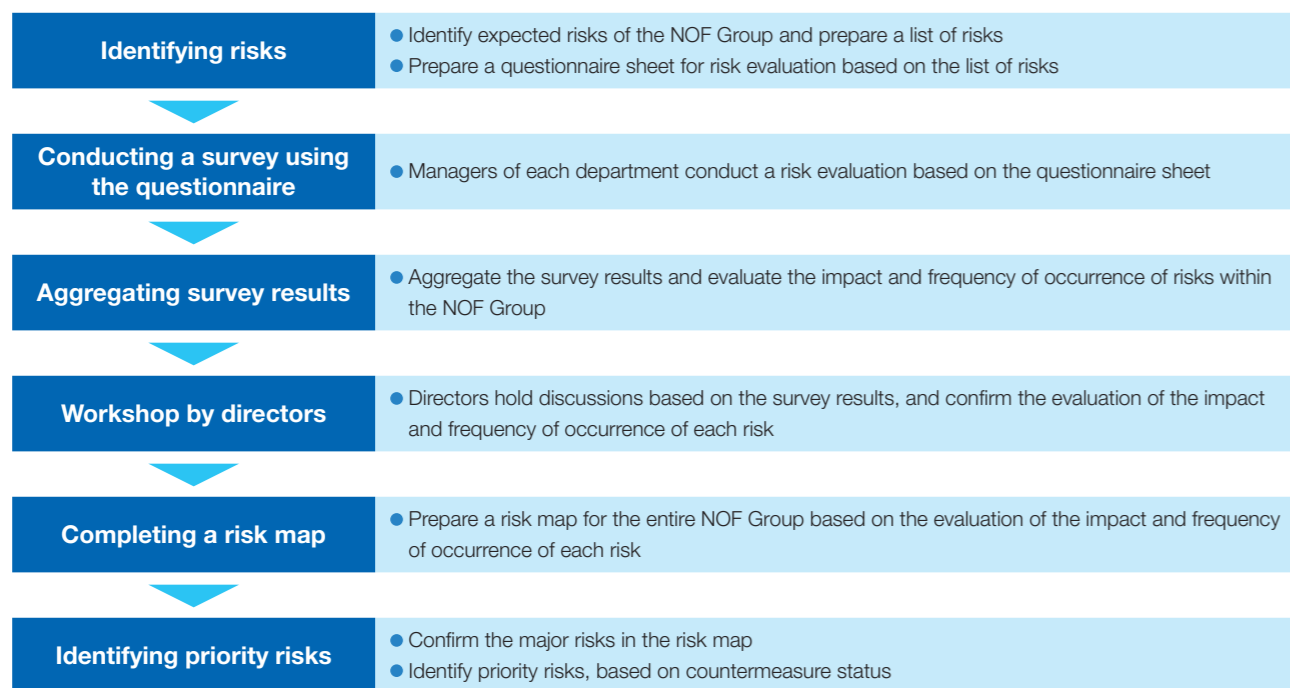 Identifying risks
● Identify expected risks of the NOF Group and prepare a list of risks
● Prepare a questionnaire sheet for risk evaluation based on the list of risks
Conducting a survey using
the questionnaire
● Managers of each department conduct a risk evaluation based on the questionnaire sheet
Aggregating survey results
● Aggregate the survey results and evaluate the impact and frequency of occurrence of risks within
the NOF Group
Workshop by directors
● Directors hold discussions based on the survey results, and confirm the evaluation of the impact
and frequency of occurrence of each risk
Completing a risk map
● Prepare a risk map for the entire NOF Group based on the evaluation of the impact and frequency
of occurrence of each risk
Identifying priority risks
● Confirm the major risks in the risk map
● Identify priority risks, based on countermeasure status